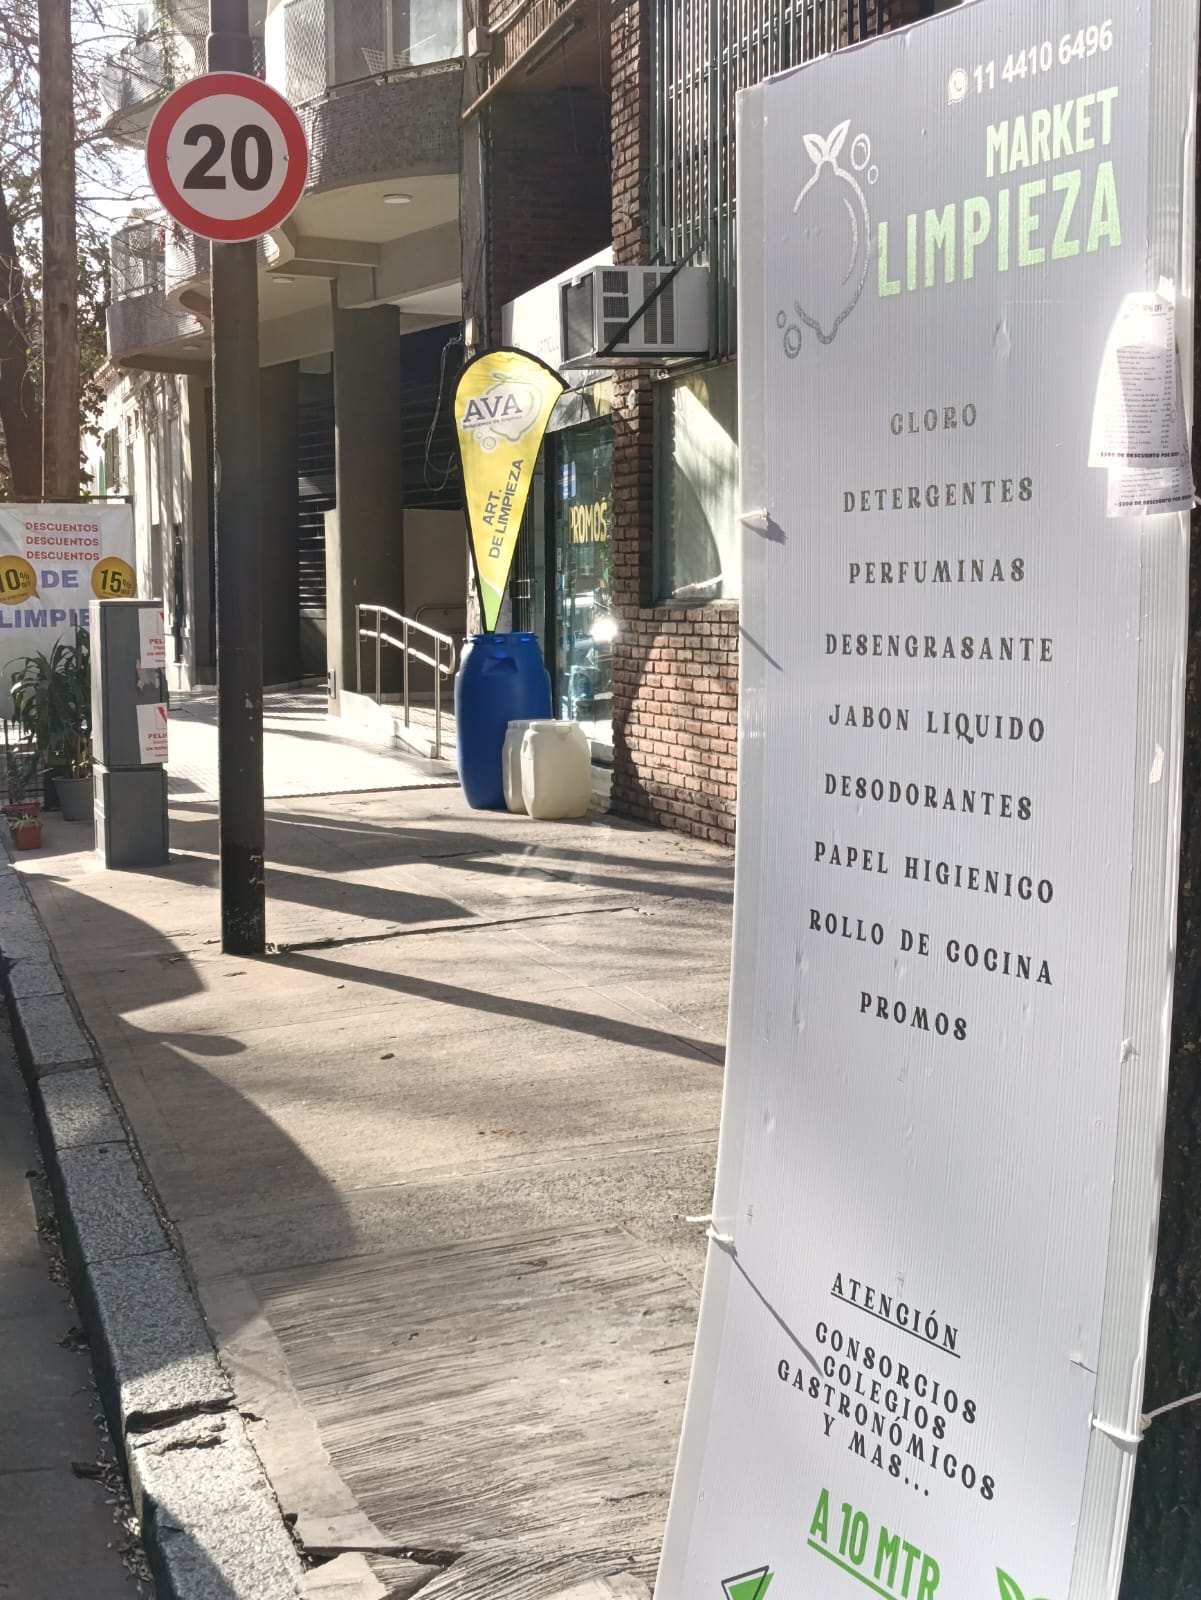 20
11 4410 6496
MARKET
LIMPIEZA
CLORO
DETERGENTES
PERFUMINAS
DESENGRASANTE
JABON LIQUIDO
DESODORANTES
PAPEL HIGIENICO
ROLLO DE COCINA
PROMOS
ATENCIÓN
CONSORCIOS
COLEGIOS
GASTRONÓMICOS
Y MAS...
A 10 MTR
AVA
ART.
DE LIMPIEZA
PROMOS
DESCUENTOS
DESCUENTOS
DESCUENTOS
10%
DE
15%
LIMPIE
PEL
PELI